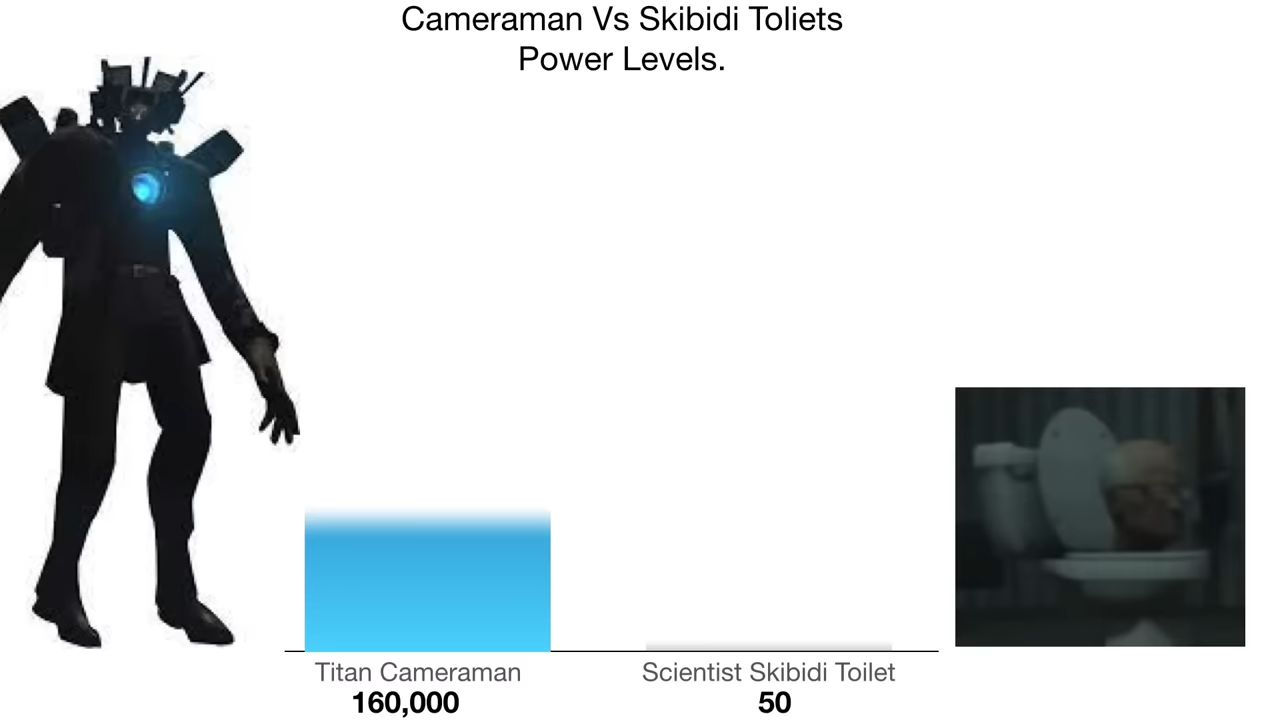 Cameraman Vs Skibidi Toliets
Power Levels.
Titan Cameraman
160,000
Scientist Skibidi Toilet
50